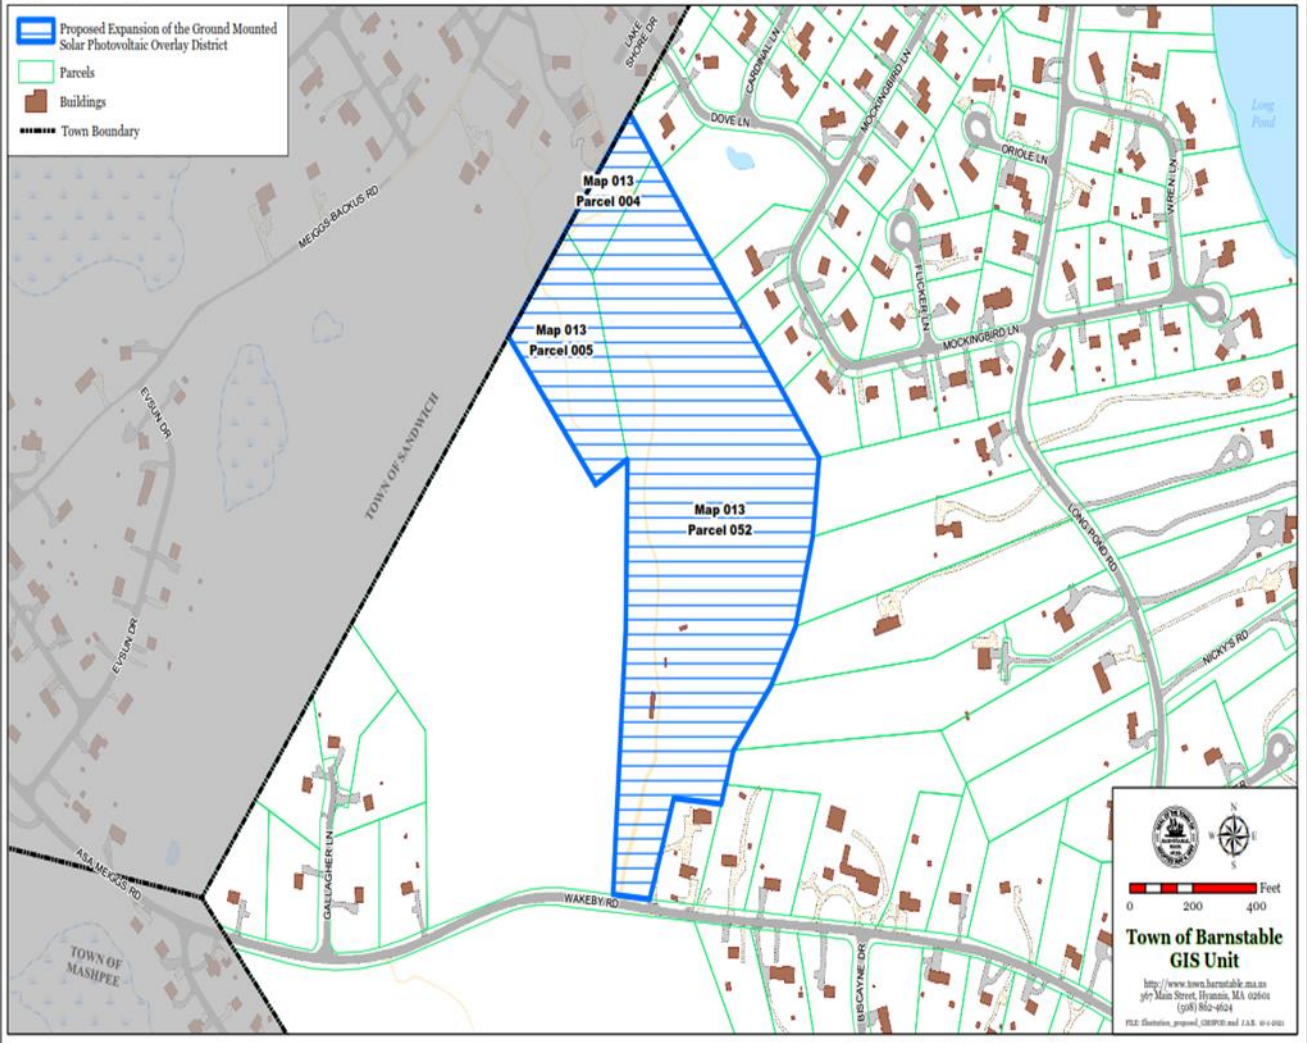 Proposed Expansion of the Ground Mounted
Solar Photovoltaic Overlay District
Parcels
Buildings
Town Boundary
LAKE
SHORE DR
CARDINAL LN
MOCKINGBIRD LN
DOVE LN
ORIOLE LN
WREN LN
Long
Pond
MEIGGS-BACKUS RD
Map 013
Parcel 004
FLICKER LN
MOCKINGBIRD LN
Map 013
Parcel 005
EVSUN DR
TOWN OF SANDWICH
Map 013
Parcel 052
LONG POND RD
EVSUN DR
NICKY'S RD
GALLAGHER LN
ASA MEIGGS RD
WAKEBY RD
TOWN OF
MASHPEE
BISCAYNE DR
N
W E
S
Feet
0 200 400
Town of Barnstable
GIS Unit
http://www.town.barnstable.ma.us
367 Main Street, Hyannis, MA 02601
(508) 862-4624